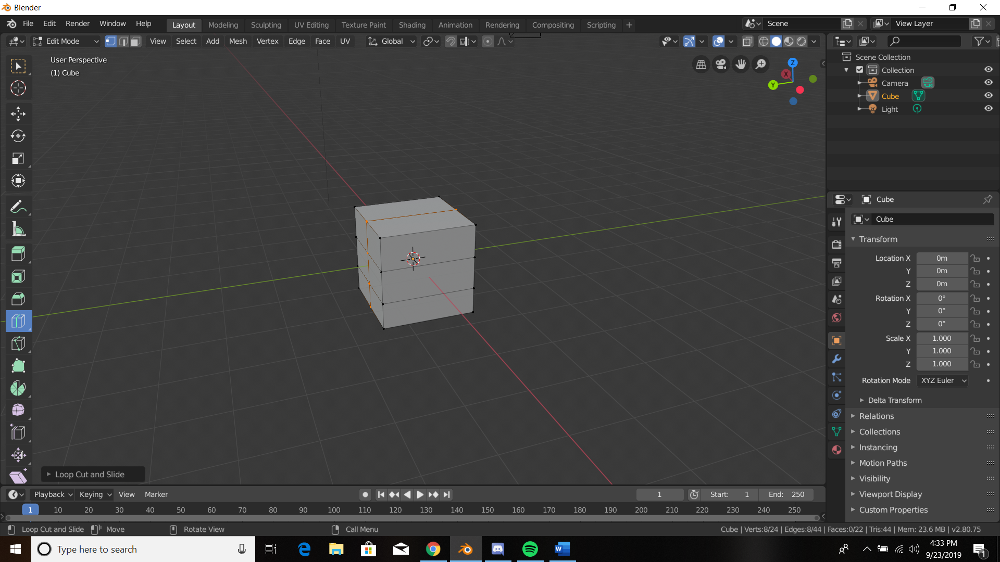 Blender
File Edit Render Window Help Layout Modeling Sculpting UV Editing Texture Paint Shading Animation Rendering Compositing Scripting + Scene View Layer
Edit Mode View Select Add Mesh Vertex Edge Face UV Global
User Perspective
(1) Cube
Z
X
Y
Scene Collection
Collection
Camera
Cube
Light
Cube
Cube
Transform
Location X 0m
Y 0m
Z 0m
Rotation X 0°
Y 0°
Z 0°
Scale X 1.000
Y 1.000
Z 1.000
Rotation Mode XYZ Euler
Delta Transform
Relations
Collections
Instancing
Motion Paths
Visibility
Viewport Display
Custom Properties
Loop Cut and Slide
Playback Keying View Marker 1 Start: 1 End: 250
1 10 20 30 40 50 60 70 80 90 100 110 120 130 140 150 160 170 180 190 200 210 220 230 240 250
Loop Cut and Slide Move Rotate View Call Menu Cube | Verts:8/24 | Edges:8/44 | Faces:0/22 | Tris:44 | Mem: 23.6 MB | v2.80.75
Type here to search
4:33 PM
9/23/2019
1